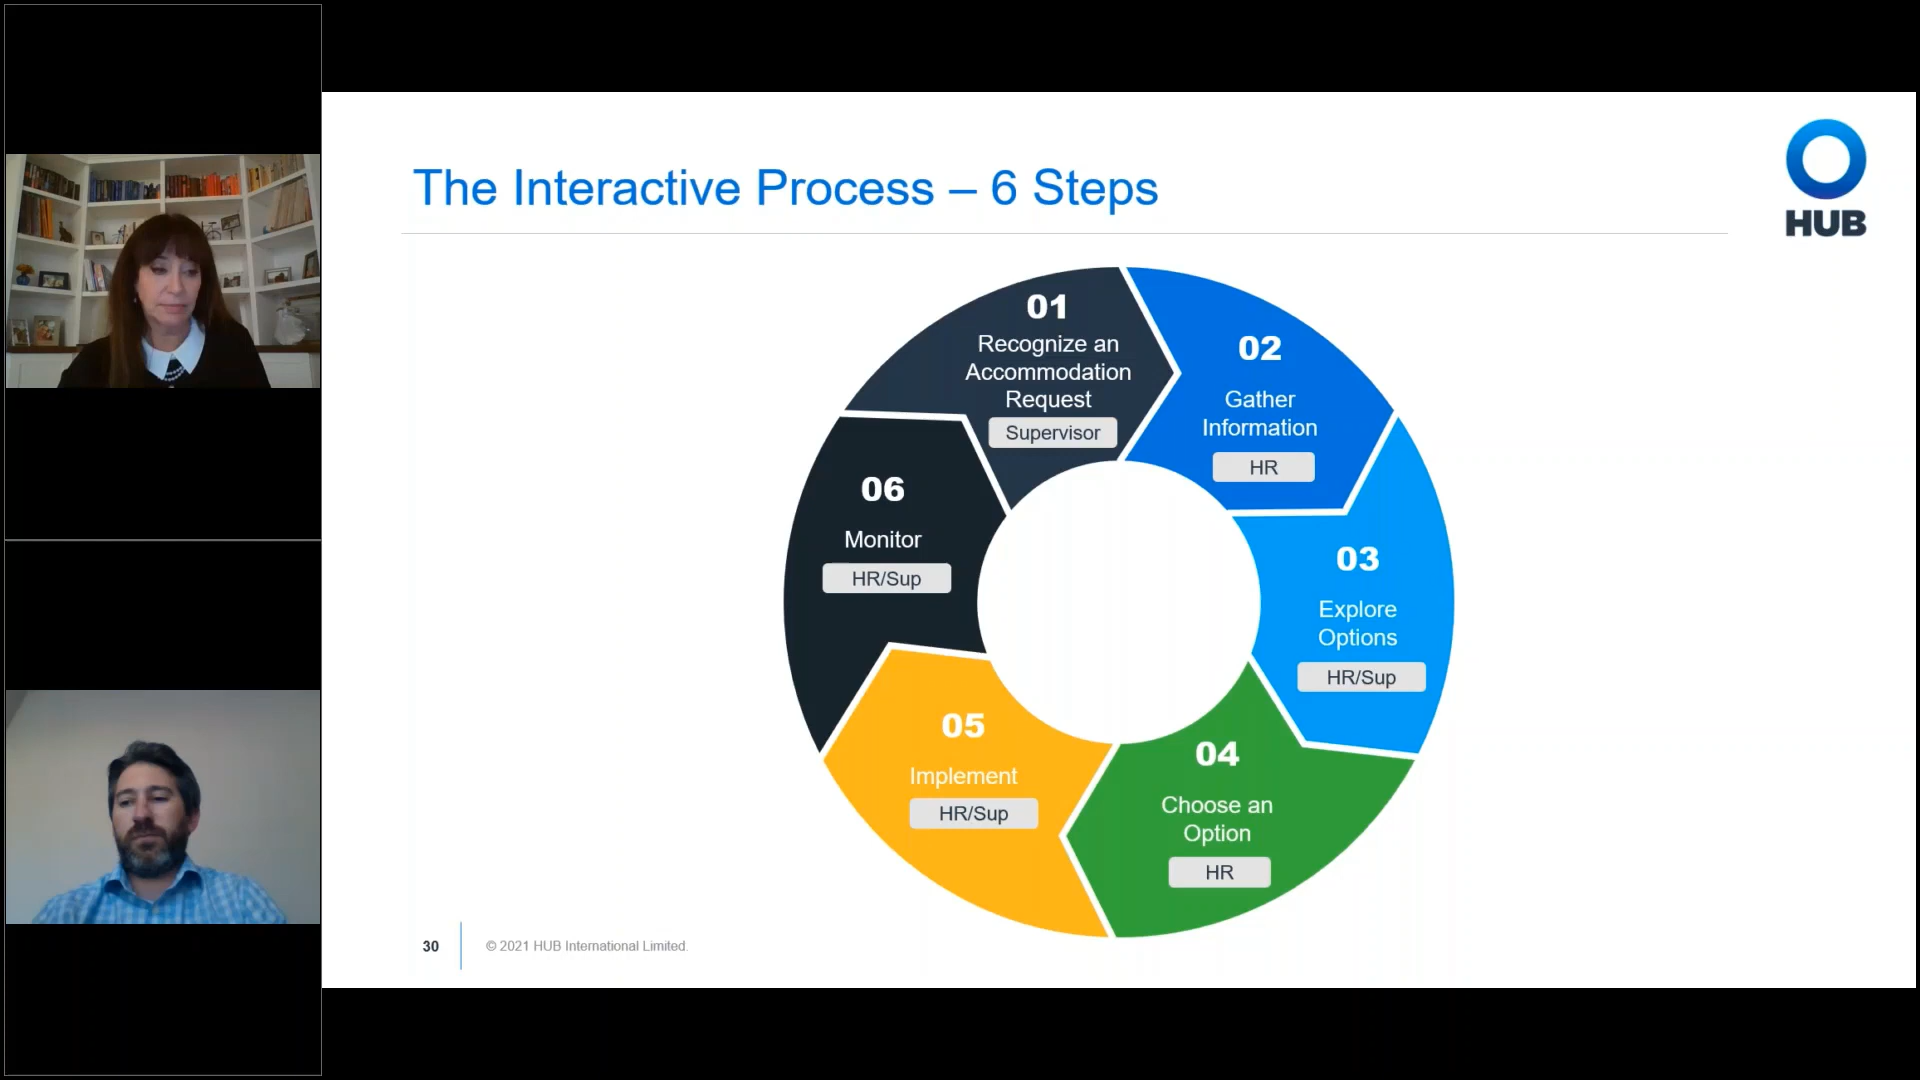 The Interactive Process – 6 Steps
HUB
01
Recognize an
Accommodation
Request
Supervisor
02
Gather
Information
HR
03
Explore
Options
HR/Sup
04
Choose an
Option
HR
05
Implement
HR/Sup
06
Monitor
HR/Sup
30
© 2021 HUB International Limited.